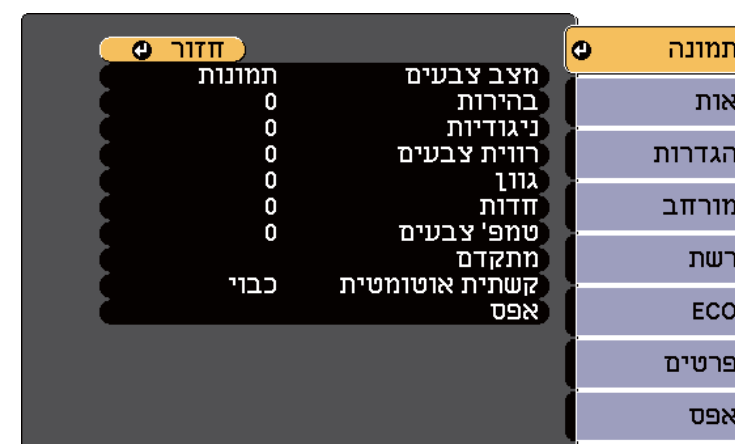 תמונה
אות
הגדרות
מורחב
רשת
ECO
פרטים
אפס
חזור
מצב צבעים תמונות
בהירות 0
ניגודיות 0
רווית צבעים 0
גוון 0
חדות 0
טמפ' צבעים 0
מתקדם
קשתית אוטומטית כבוי
אפס